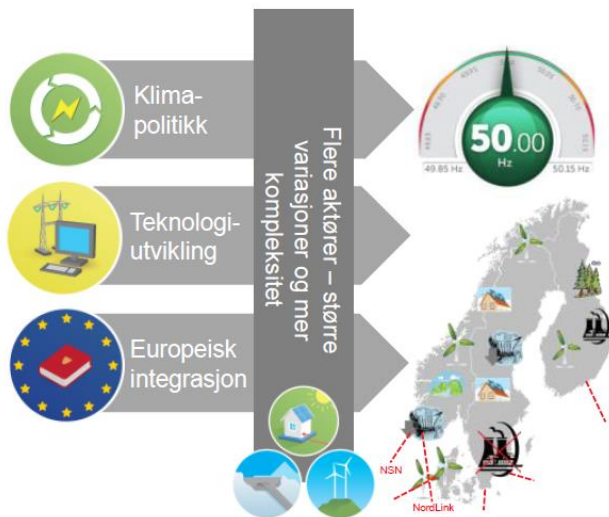 Klima-
politikk
Teknologi-
utvikling
Europeisk
integrasjon
Flere aktører – større
variasjoner og mer
kompleksitet
50.00
Hz
49.85 Hz
50.15 Hz
NSN
NordLink